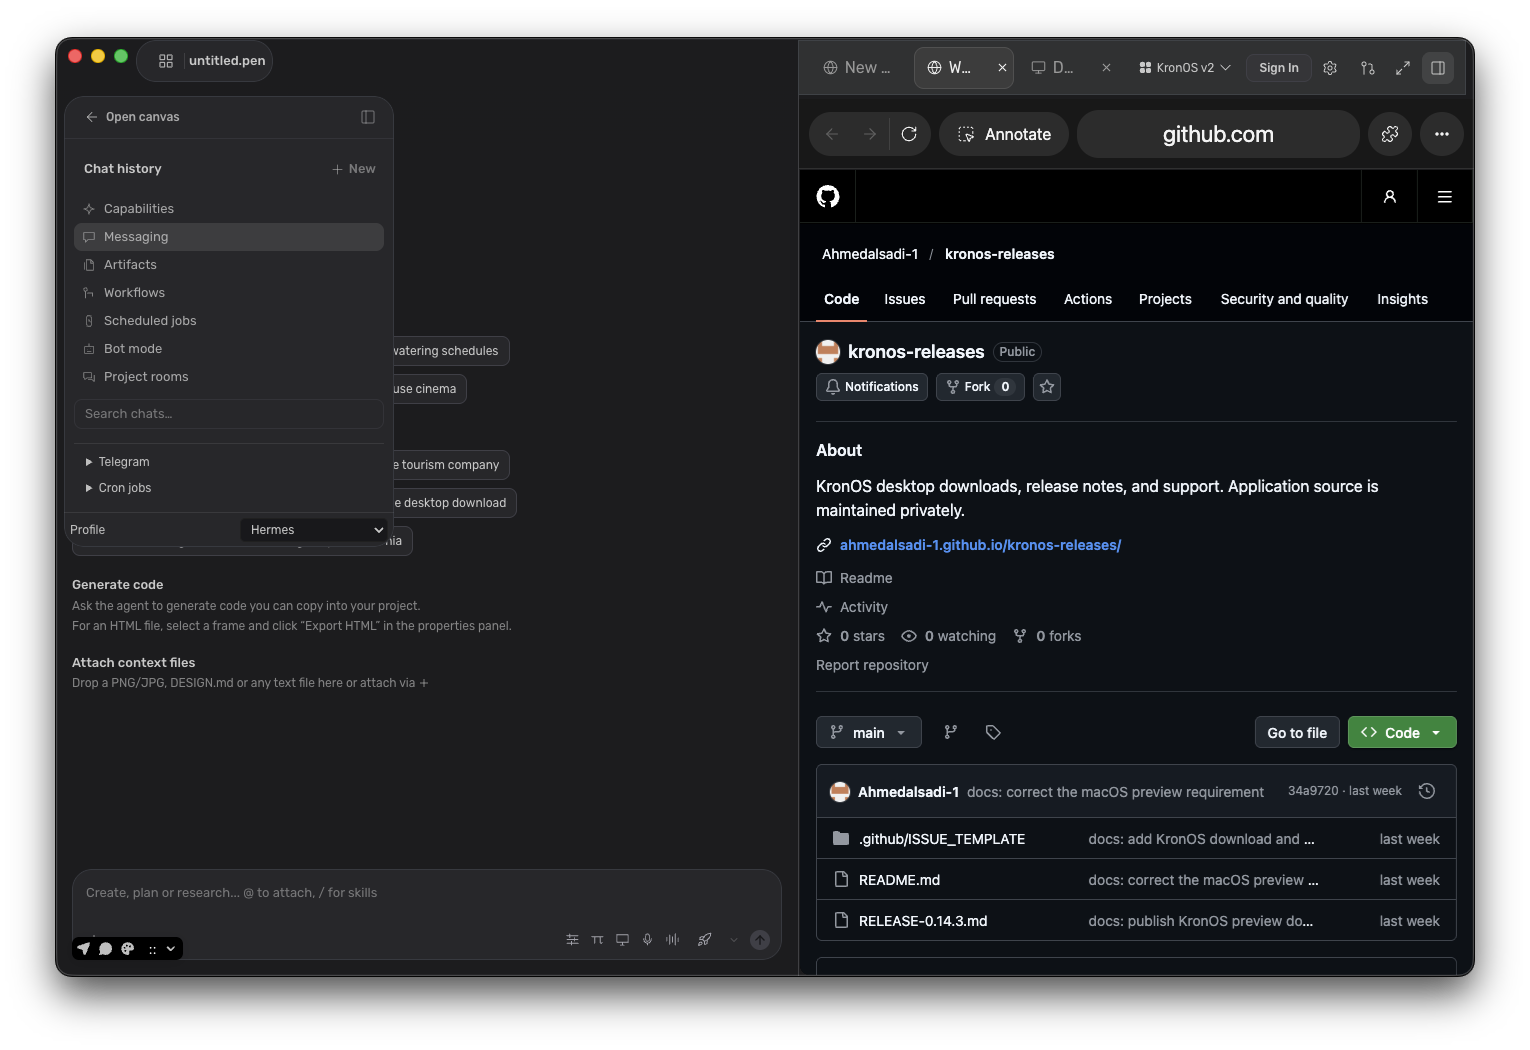 untitled.pen
Open canvas
Chat history
New
Capabilities
Messaging
Artifacts
Workflows
Scheduled jobs
Bot mode
Project rooms
Search chats...
Telegram
Cron jobs
Profile
Hermes
watering schedules
use cinema
e tourism company
e desktop download
nia
Generate code
Ask the agent to generate code you can copy into your project.
For an HTML file, select a frame and click “Export HTML” in the properties panel.
Attach context files
Drop a PNG/JPG, DESIGN.md or any text file here or attach via +
Create, plan or research... @ to attach, / for skills
New ...
W...
D...
KronOS v2
Sign In
Annotate
github.com
Ahmedalsadi-1 / kronos-releases
Code Issues Pull requests Actions Projects Security and quality Insights
kronos-releases Public
Notifications Fork 0
About
KronOS desktop downloads, release notes, and support. Application source is
maintained privately.
ahmedalsadi-1.github.io/kronos-releases/
Readme
Activity
0 stars 0 watching 0 forks
Report repository
main Go to file Code
Ahmedalsadi-1 docs: correct the macOS preview requirement 34a9720 · last week
.github/ISSUE_TEMPLATE docs: add KronOS download and ... last week
README.md docs: correct the macOS preview ... last week
RELEASE-0.14.3.md docs: publish KronOS preview do... last week